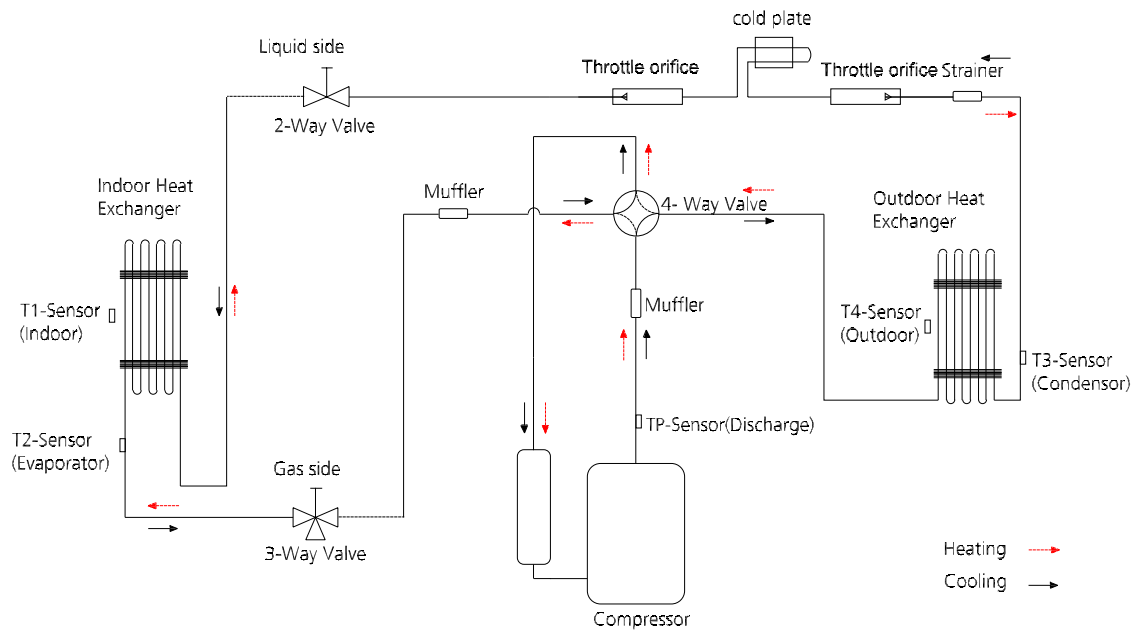 cold plate
Liquid side
Throttle orifice
Throttle orifice
Strainer
2-Way Valve
Indoor Heat
Exchanger
Muffler
4- Way Valve
Outdoor Heat
Exchanger
T1-Sensor
(Indoor)
Muffler
T4-Sensor
(Outdoor)
T3-Sensor
(Condensor)
T2-Sensor
(Evaporator)
TP-Sensor(Discharge)
Gas side
3-Way Valve
Heating
Cooling
Compressor